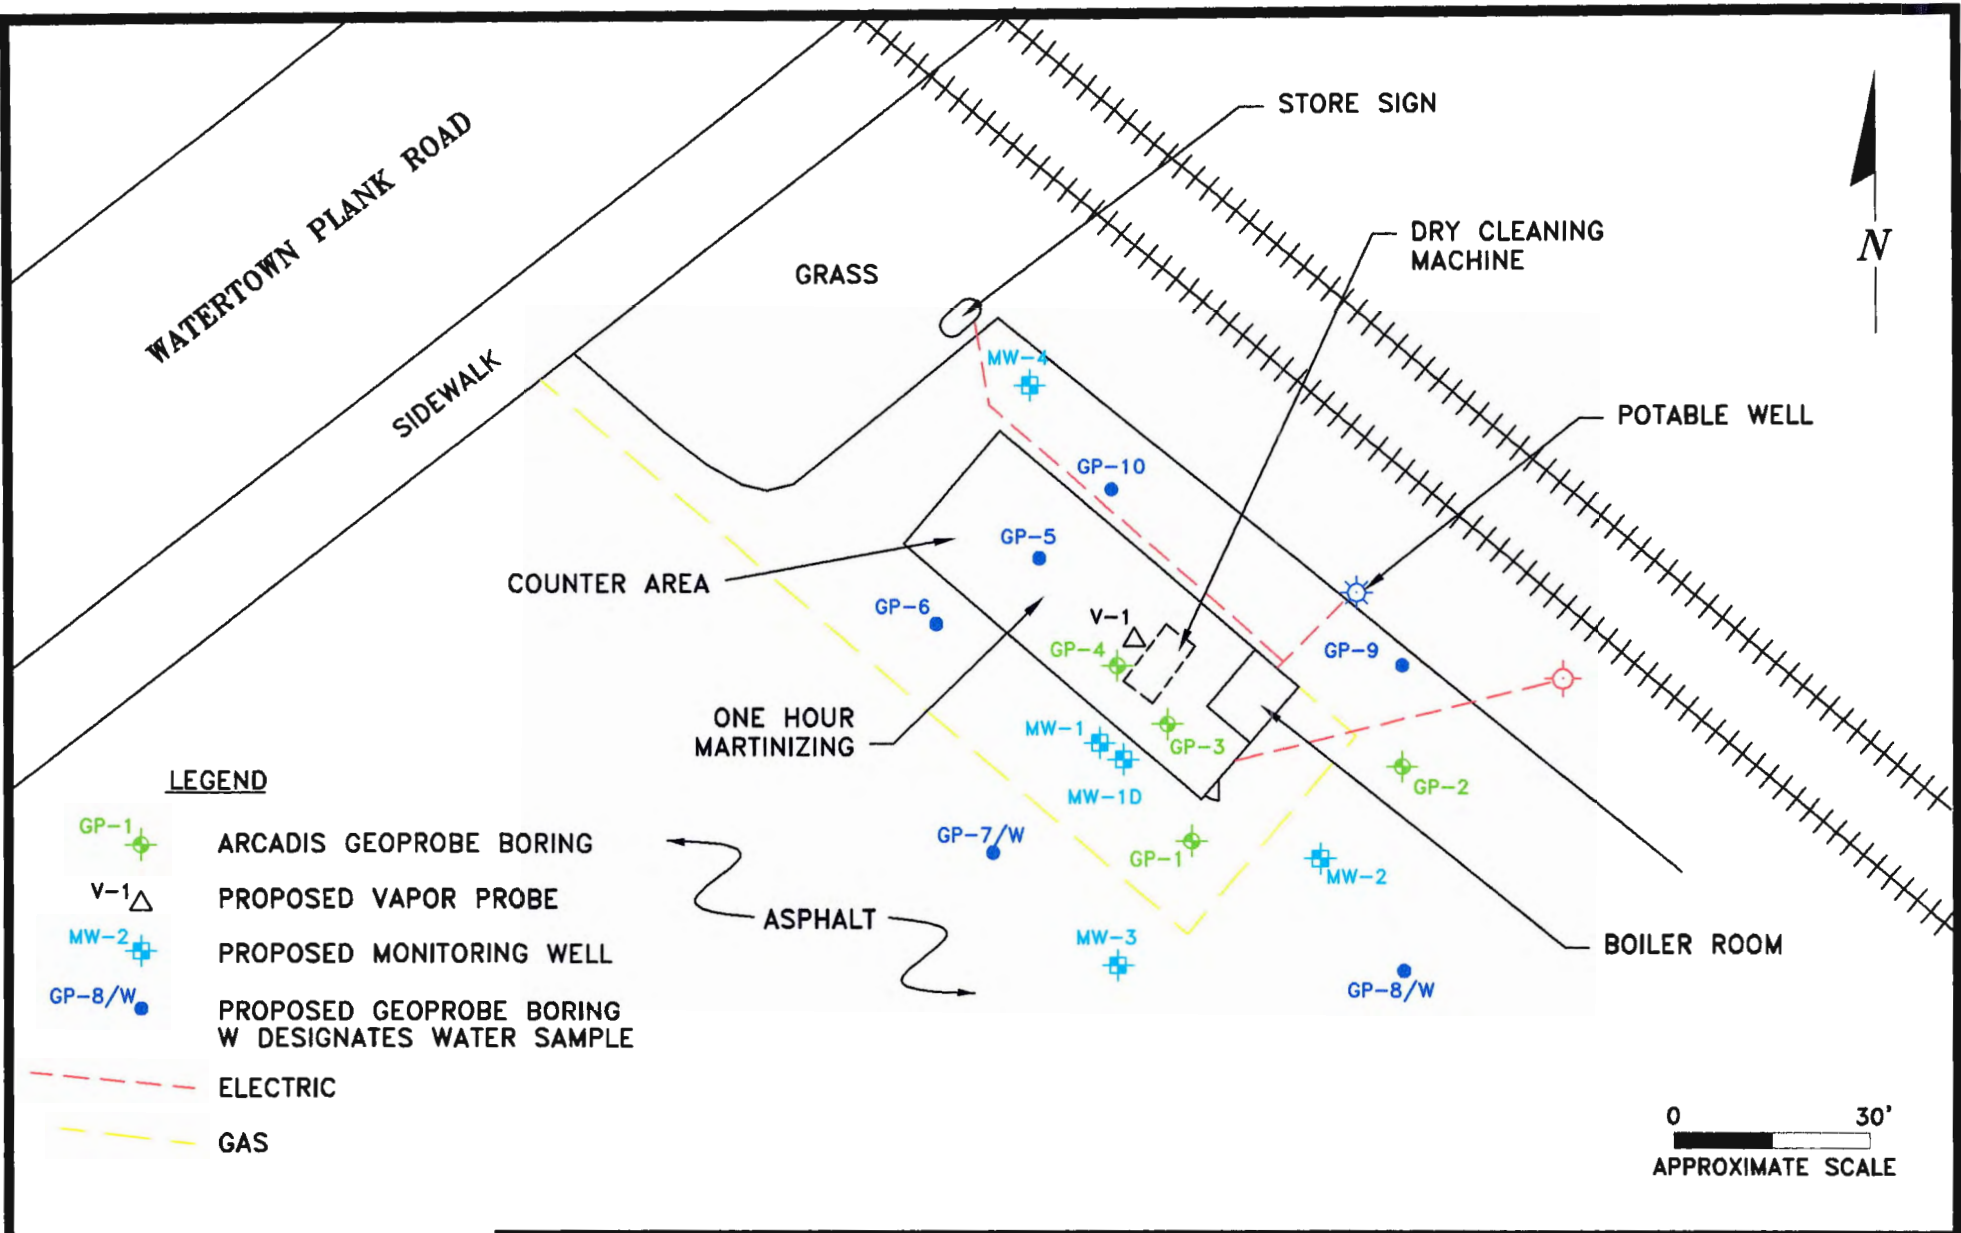 STORE SIGN
WATERTOWN PLANK ROAD
DRY CLEANING
MACHINE
N
GRASS
SIDEWALK
MW-4
POTABLE WELL
GP-10
GP-5
COUNTER AREA
GP-6
V-1
GP-4
GP-9
ONE HOUR
MARTINIZING
MW-1
GP-3
MW-1D
GP-2
GP-7/W
GP-1
MW-2
ASPHALT
MW-3
BOILER ROOM
GP-8/W
LEGEND
GP-1 ARCADIS GEOPROBE BORING
V-1 PROPOSED VAPOR PROBE
MW-2 PROPOSED MONITORING WELL
GP-8/W PROPOSED GEOPROBE BORING
W DESIGNATES WATER SAMPLE
ELECTRIC
GAS
0 30'
APPROXIMATE SCALE